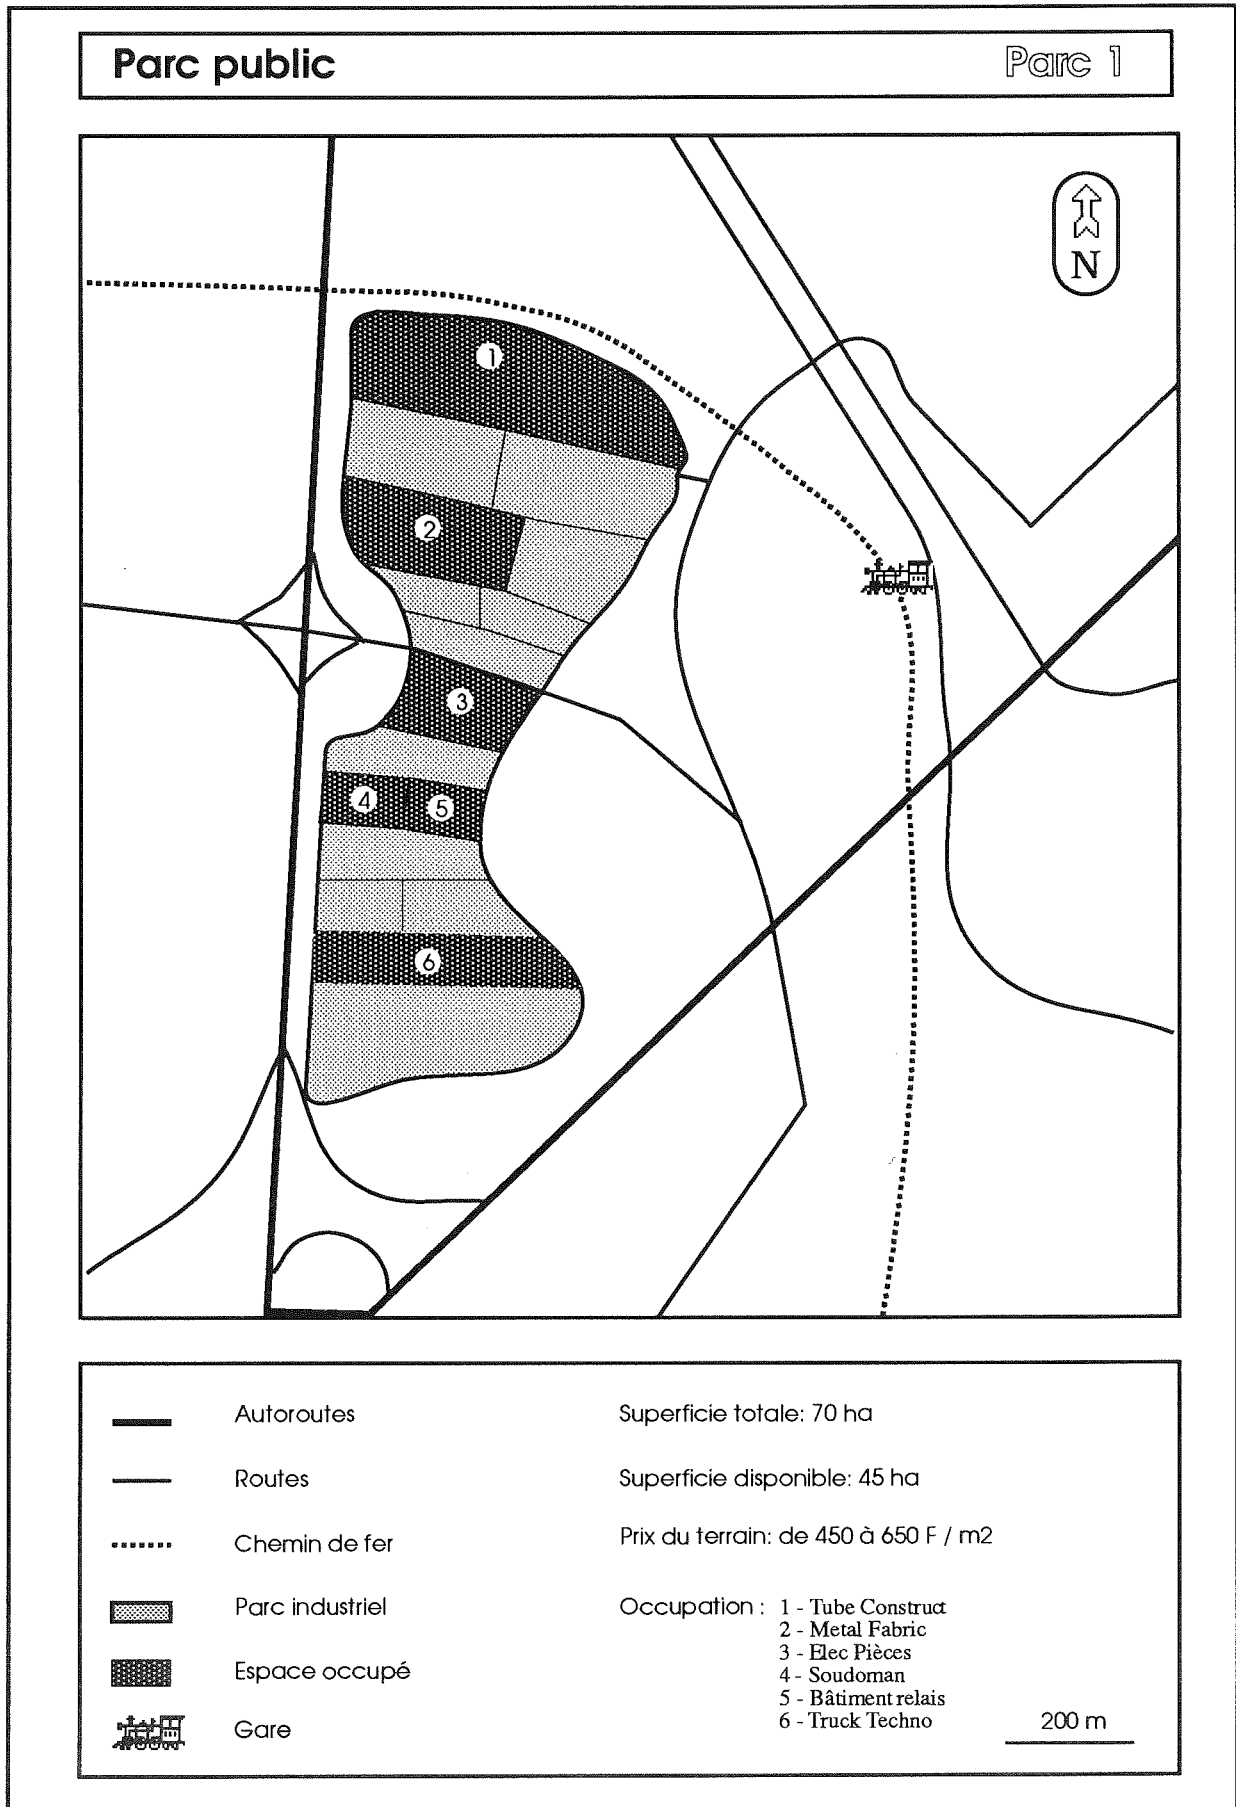 Parc public
Parc 1
N
1
2
3
4
5
6
Autoroutes
Routes
Chemin de fer
Parc industriel
Espace occupé
Gare
Superficie totale: 70 ha
Superficie disponible: 45 ha
Prix du terrain: de 450 à 650 F / m2
Occupation : 1 - Tube Construct
2 - Metal Fabric
3 - Elec Pièces
4 - Soudoman
5 - Bâtiment relais
6 - Truck Techno
200 m